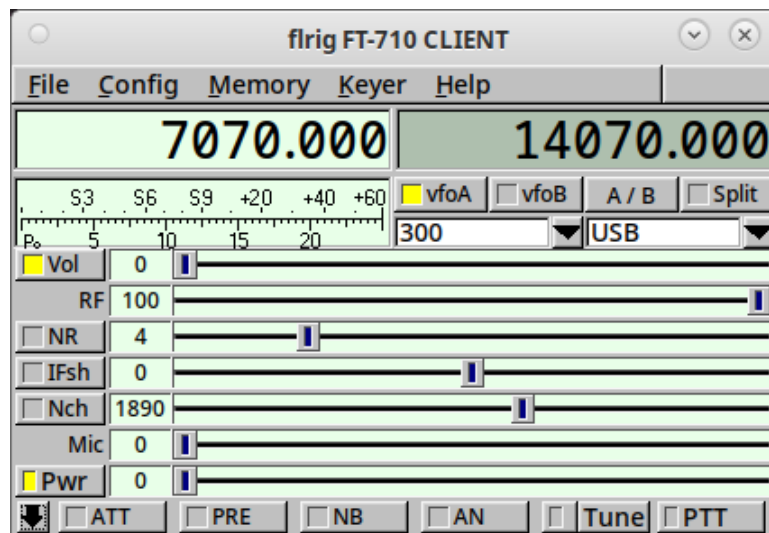 flrig FT-710 CLIENT
File Config Memory Keyer Help
7070.000 14070.000
S3 S6 S9 +20 +40 +60 vfoA vfoB A / B Split
Po 5 10 15 20 300 USB
Vol 0
RF 100
NR 4
IFsh 0
Nch 1890
Mic 0
Pwr 0
ATT PRE NB AN Tune PTT